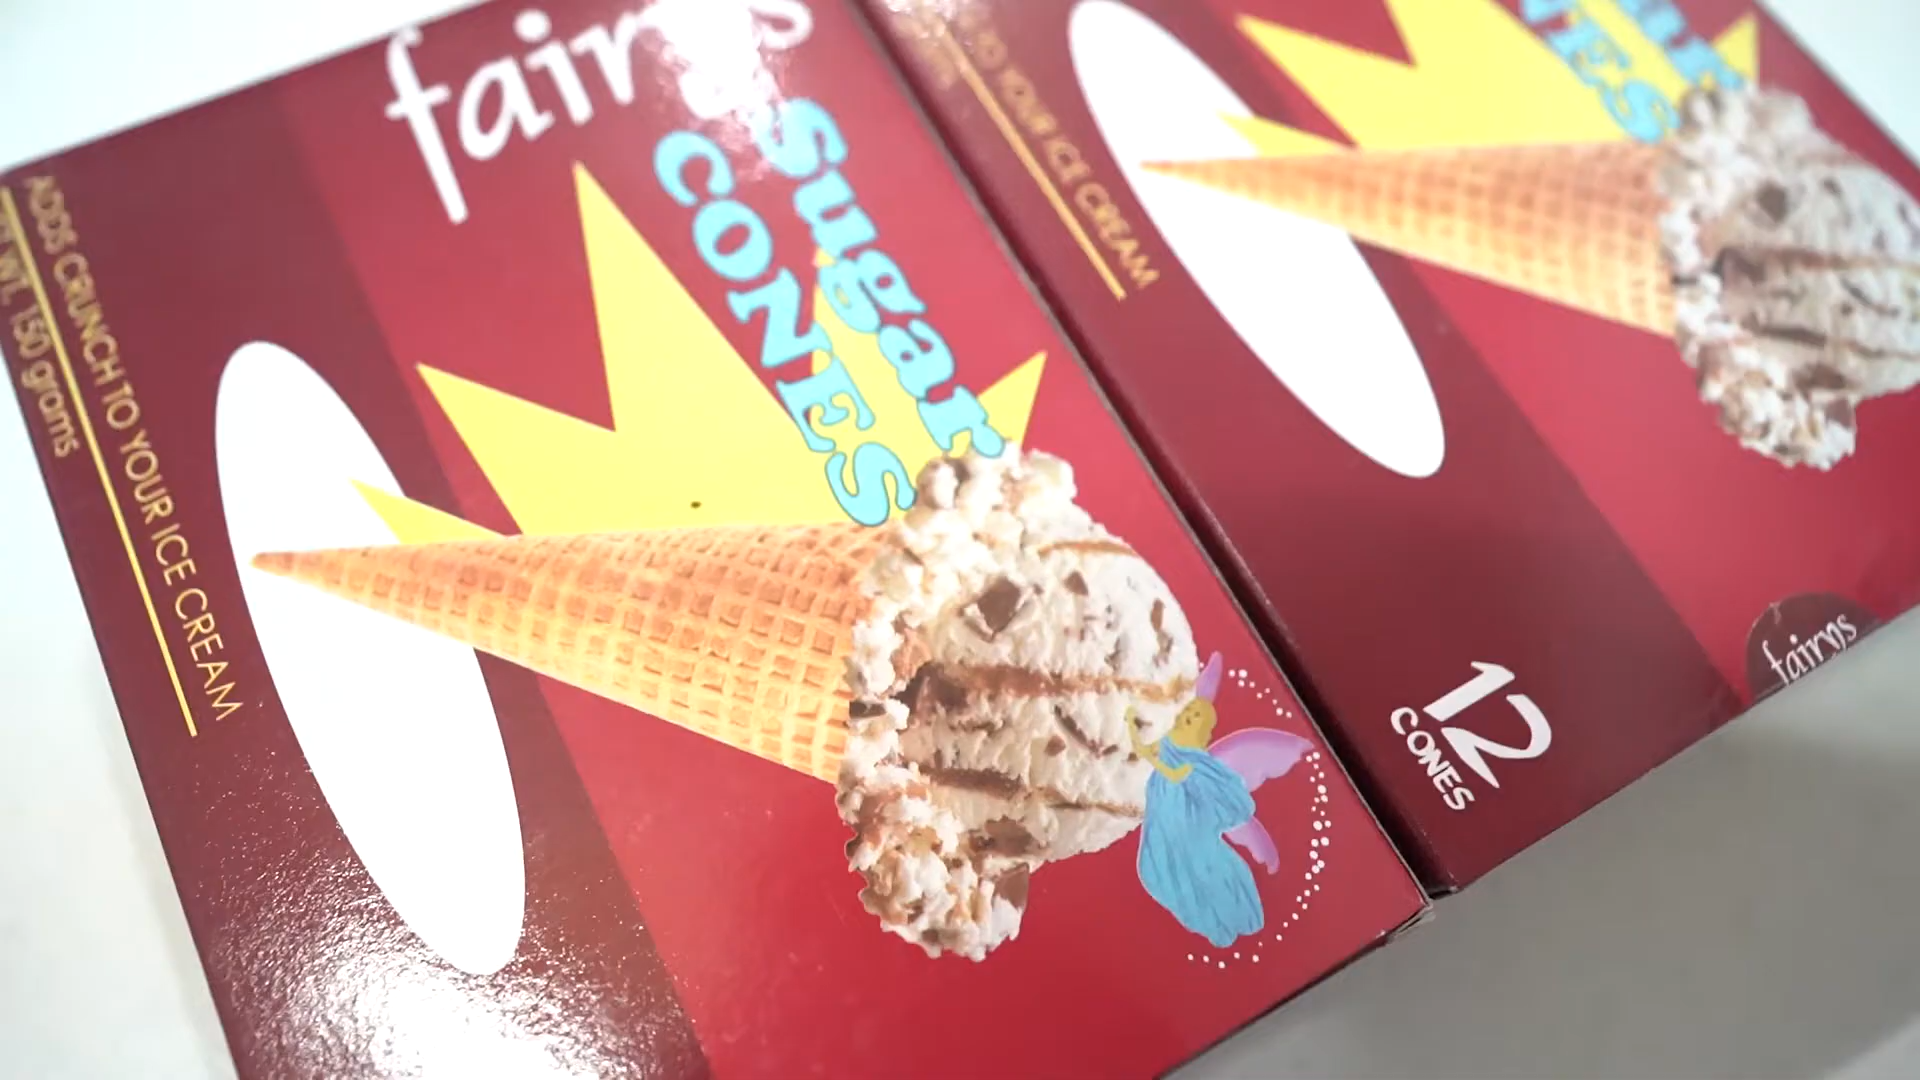 fairys
Sugar
CONES
ADDS CRUNCH TO YOUR ICE CREAM
WT. 150 grams
CONES
TO YOUR ICE CREAM
12
CONES
fairys